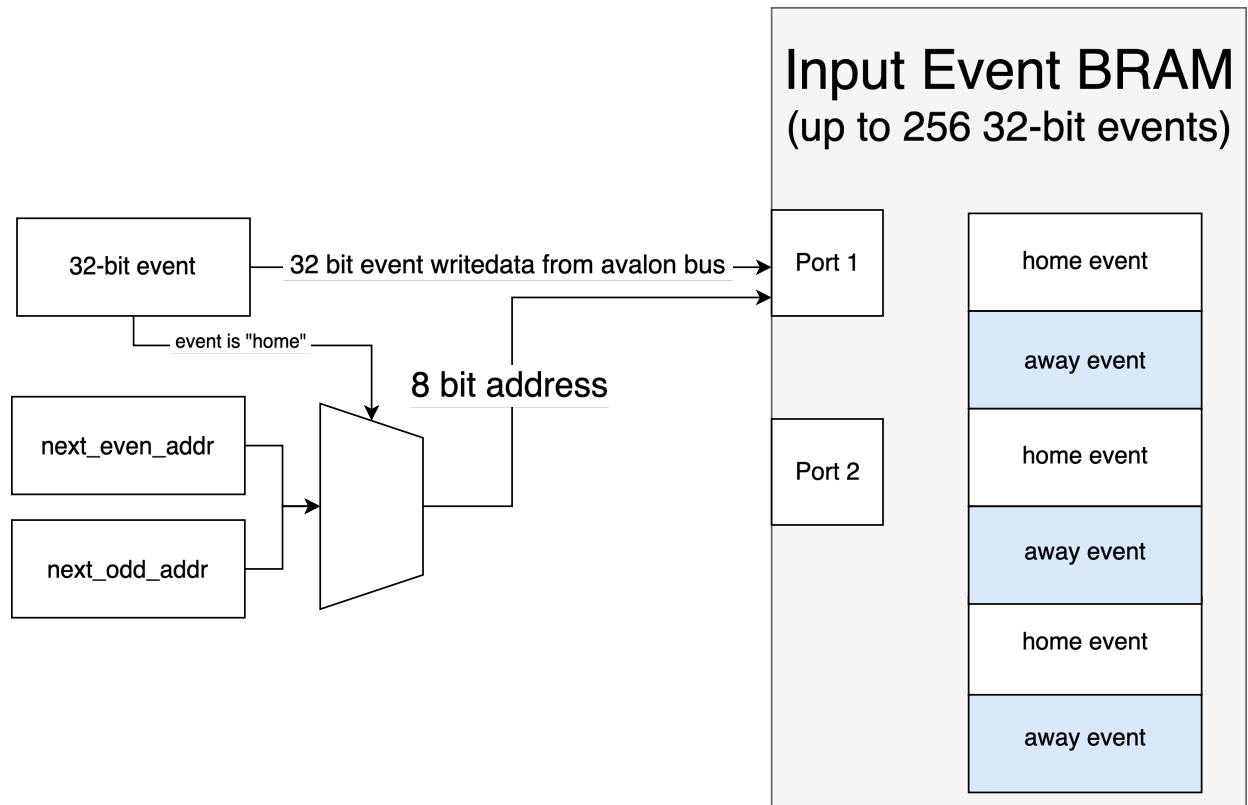 Input Event BRAM
(up to 256 32-bit events)
32-bit event
32 bit event writedata from avalon bus
Port 1
home event
event is "home"
8 bit address
away event
next_even_addr
Port 2
home event
next_odd_addr
away event
home event
away event